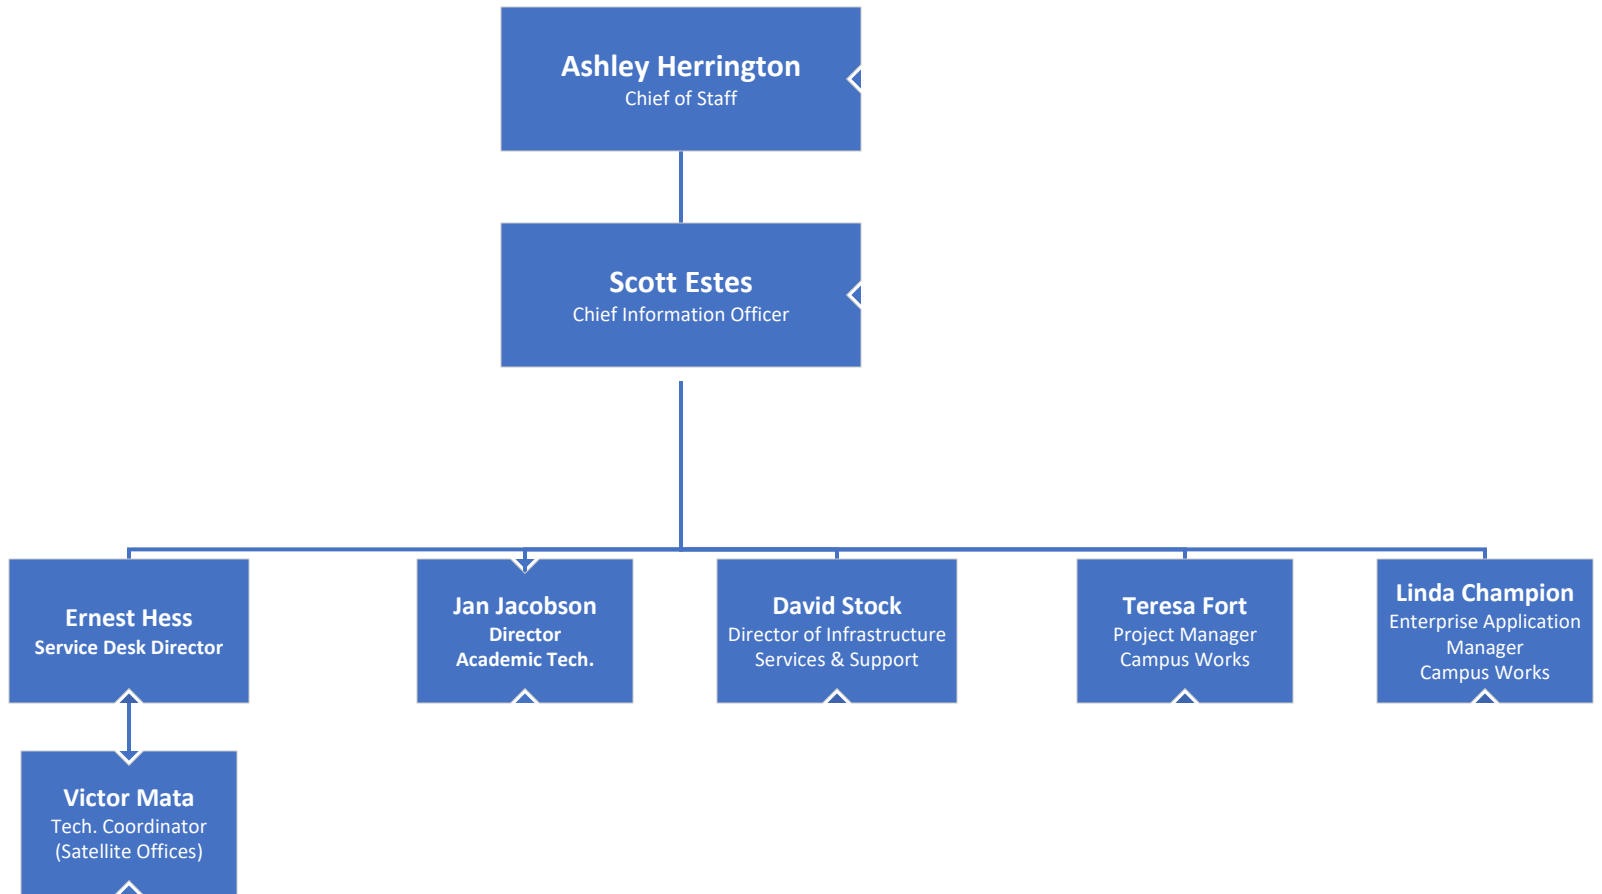 Ashley Herrington
Chief of Staff
Scott Estes
Chief Information Officer
Ernest Hess
Service Desk Director
Jan Jacobson
Director
Academic Tech.
David Stock
Director of Infrastructure
Services & Support
Teresa Fort
Project Manager
Campus Works
Linda Champion
Enterprise Application
Manager
Campus Works
Victor Mata
Tech. Coordinator
(Satellite Offices)